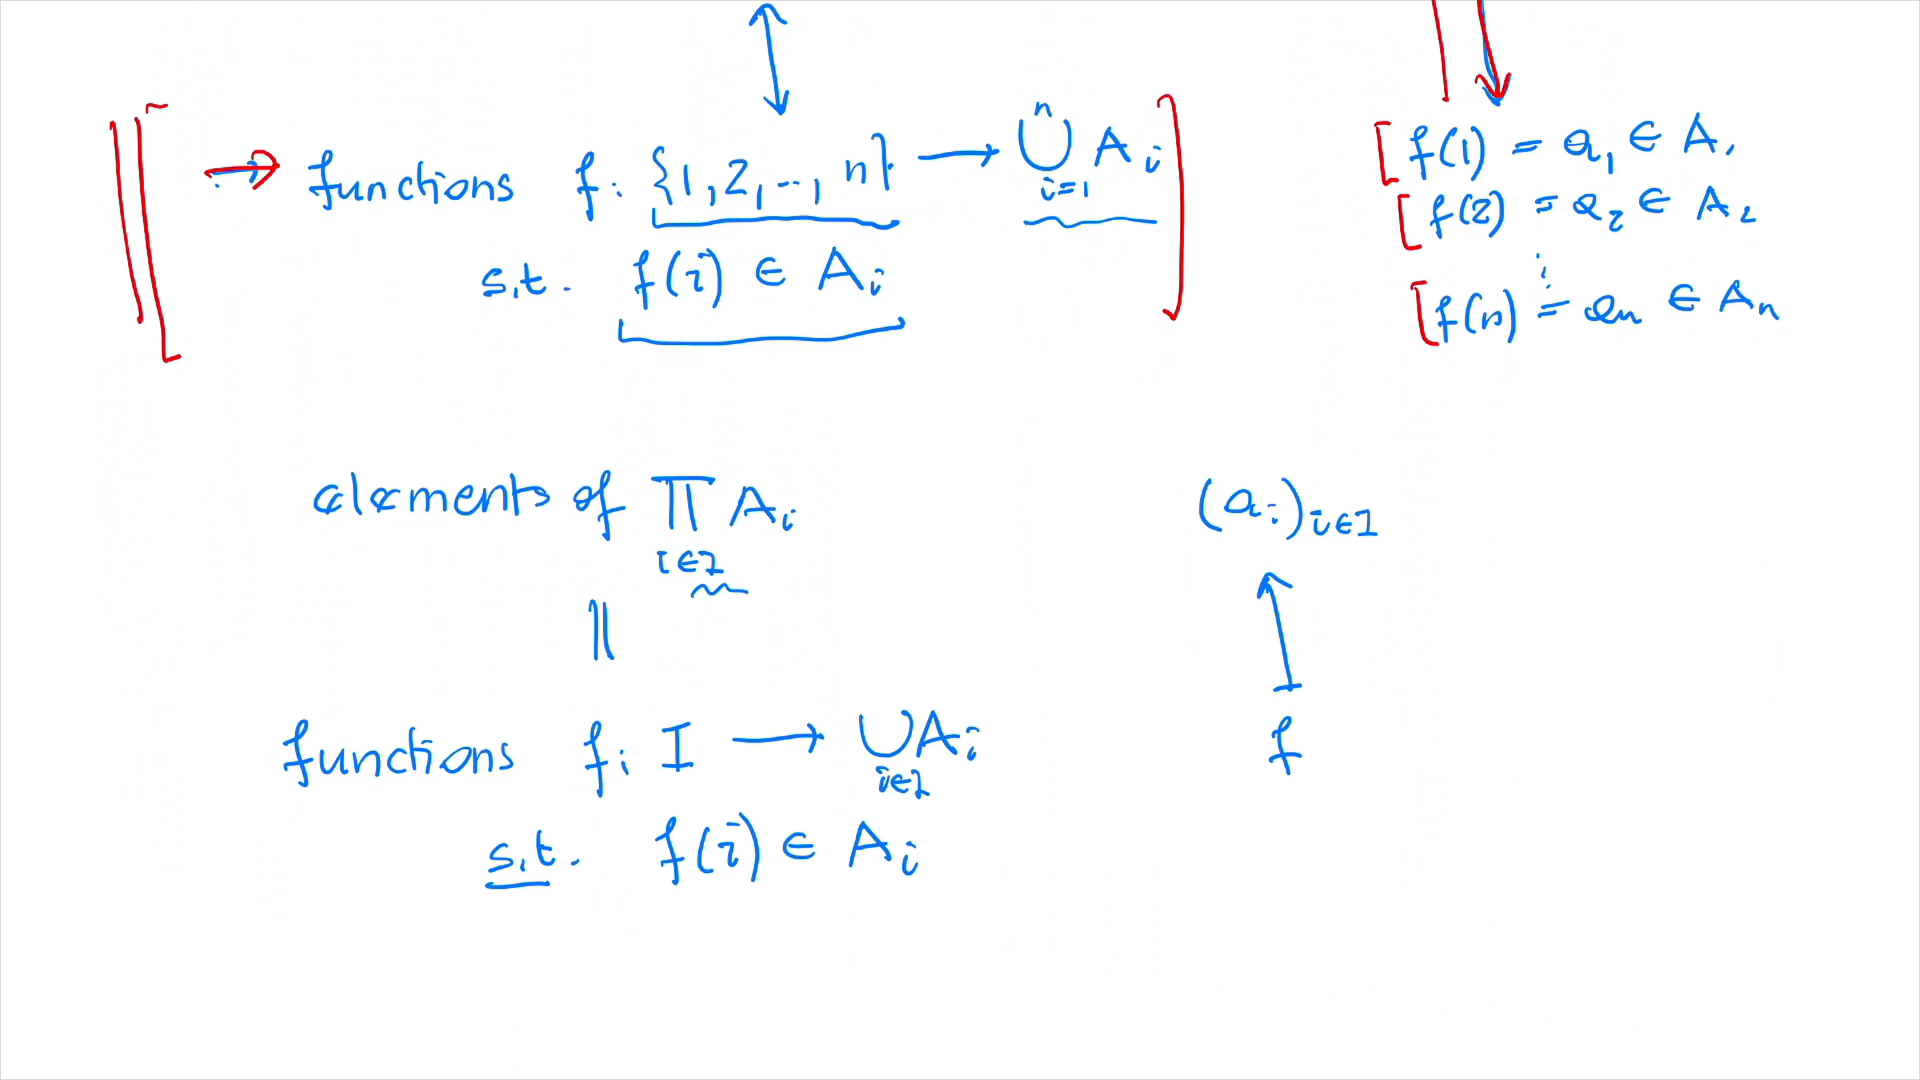 functions f: {1,2,..., n} → ⋃_{i=1}^{n} A_i
s.t. f(i) ∈ A_i
[f(1) = a_1 ∈ A_1
[f(2) = a_2 ∈ A_2
⋮
[f(n) = a_n ∈ A_n
elements of ∏_{i∈I} A_i
(a_i)_{i∈I}
||
functions f: I → ⋃_{i∈I} A_i
f
s.t. f(i) ∈ A_i